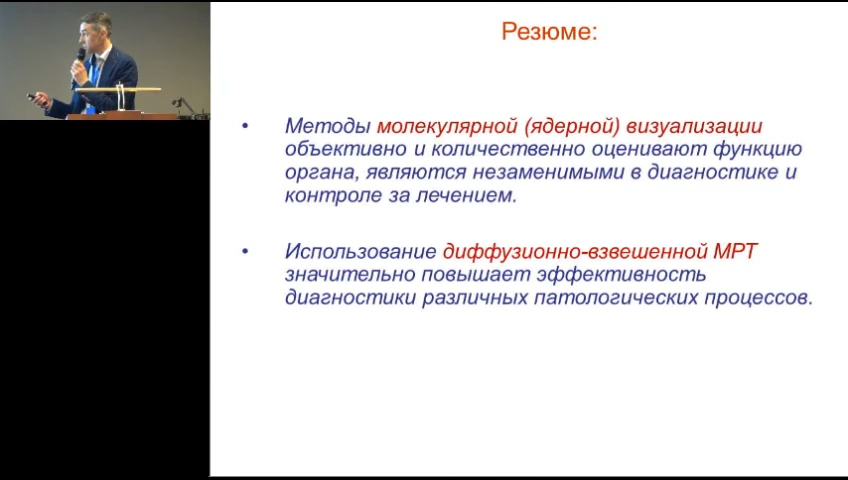 Резюме:
• Методы молекулярной (ядерной) визуализации
объективно и количественно оценивают функцию
органа, являются незаменимыми в диагностике и
контроле за лечением.
• Использование диффузионно-взвешенной МРТ
значительно повышает эффективность
диагностики различных патологических процессов.